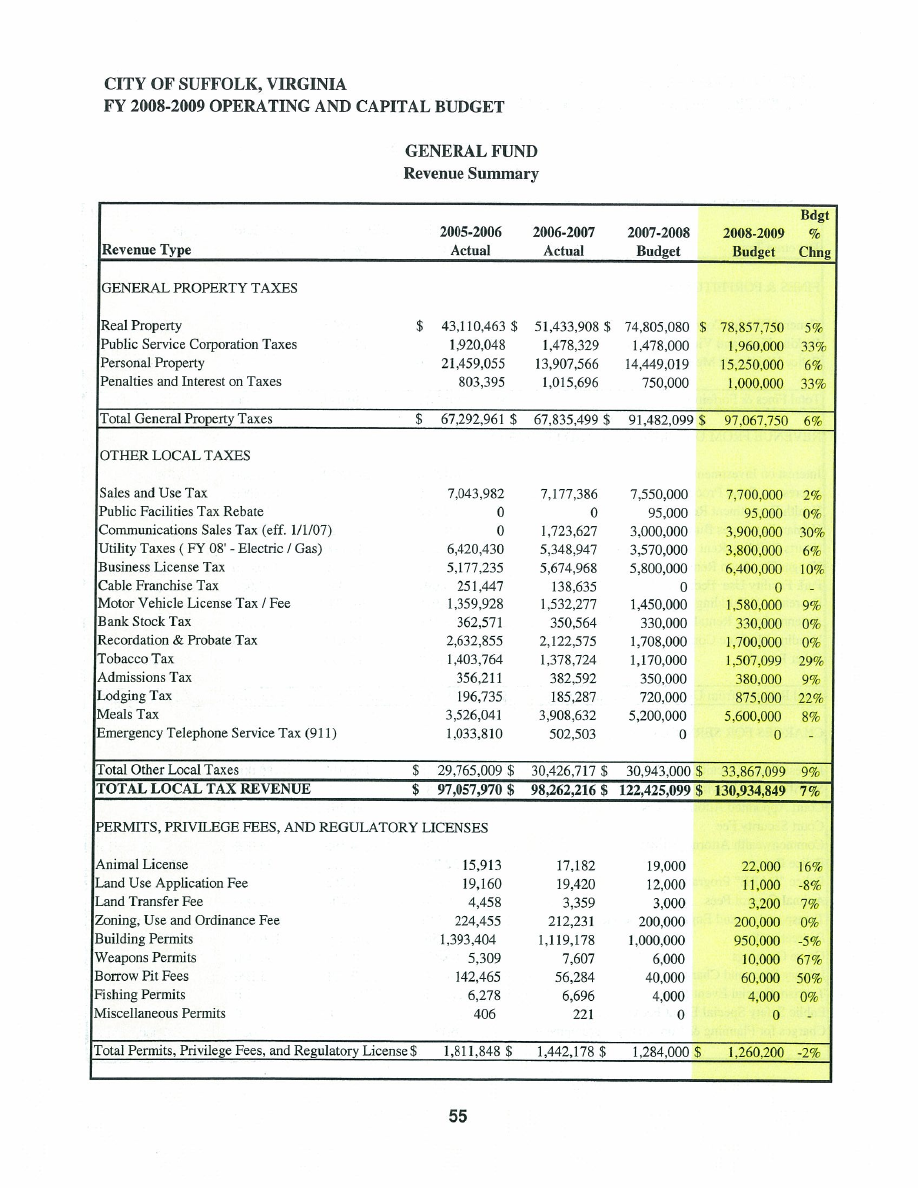 CITY OF SUFFOLK, VIRGINIA
FY 2008-2009 OPERATING AND CAPITAL BUDGET
GENERAL FUND
Revenue Summary
Bdgt
2005-2006 2006-2007 2007-2008 2008-2009 %
Revenue Type Actual Actual Budget Budget Chng
GENERAL PROPERTY TAXES
Real Property $ 43,110,463 $ 51,433,908 $ 74,805,080 $ 78,857,750 5%
Public Service Corporation Taxes 1,920,048 1,478,329 1,478,000 1,960,000 33%
Personal Property 21,459,055 13,907,566 14,449,019 15,250,000 6%
Penalties and Interest on Taxes 803,395 1,015,696 750,000 1,000,000 33%
Total General Property Taxes $ 67,292,961 $ 67,835,499 $ 91,482,099 $ 97,067,750 6%
OTHER LOCAL TAXES
Sales and Use Tax 7,043,982 7,177,386 7,550,000 7,700,000 2%
Public Facilities Tax Rebate 0 0 95,000 95,000 0%
Communications Sales Tax (eff. 1/1/07) 0 1,723,627 3,000,000 3,900,000 30%
Utility Taxes ( FY 08' - Electric / Gas) 6,420,430 5,348,947 3,570,000 3,800,000 6%
Business License Tax 5,177,235 5,674,968 5,800,000 6,400,000 10%
Cable Franchise Tax 251,447 138,635 0 0 -
Motor Vehicle License Tax / Fee 1,359,928 1,532,277 1,450,000 1,580,000 9%
Bank Stock Tax 362,571 350,564 330,000 330,000 0%
Recordation & Probate Tax 2,632,855 2,122,575 1,708,000 1,700,000 0%
Tobacco Tax 1,403,764 1,378,724 1,170,000 1,507,099 29%
Admissions Tax 356,211 382,592 350,000 380,000 9%
Lodging Tax 196,735 185,287 720,000 875,000 22%
Meals Tax 3,526,041 3,908,632 5,200,000 5,600,000 8%
Emergency Telephone Service Tax (911) 1,033,810 502,503 0 0 -
Total Other Local Taxes $ 29,765,009 $ 30,426,717 $ 30,943,000 $ 33,867,099 9%
TOTAL LOCAL TAX REVENUE $ 97,057,970 $ 98,262,216 $ 122,425,099 $ 130,934,849 7%
PERMITS, PRIVILEGE FEES, AND REGULATORY LICENSES
Animal License 15,913 17,182 19,000 22,000 16%
Land Use Application Fee 19,160 19,420 12,000 11,000 -8%
Land Transfer Fee 4,458 3,359 3,000 3,200 7%
Zoning, Use and Ordinance Fee 224,455 212,231 200,000 200,000 0%
Building Permits 1,393,404 1,119,178 1,000,000 950,000 -5%
Weapons Permits 5,309 7,607 6,000 10,000 67%
Borrow Pit Fees 142,465 56,284 40,000 60,000 50%
Fishing Permits 6,278 6,696 4,000 4,000 0%
Miscellaneous Permits 406 221 0 0 -
Total Permits, Privilege Fees, and Regulatory License $ 1,811,848 $ 1,442,178 $ 1,284,000 $ 1,260,200 -2%
55